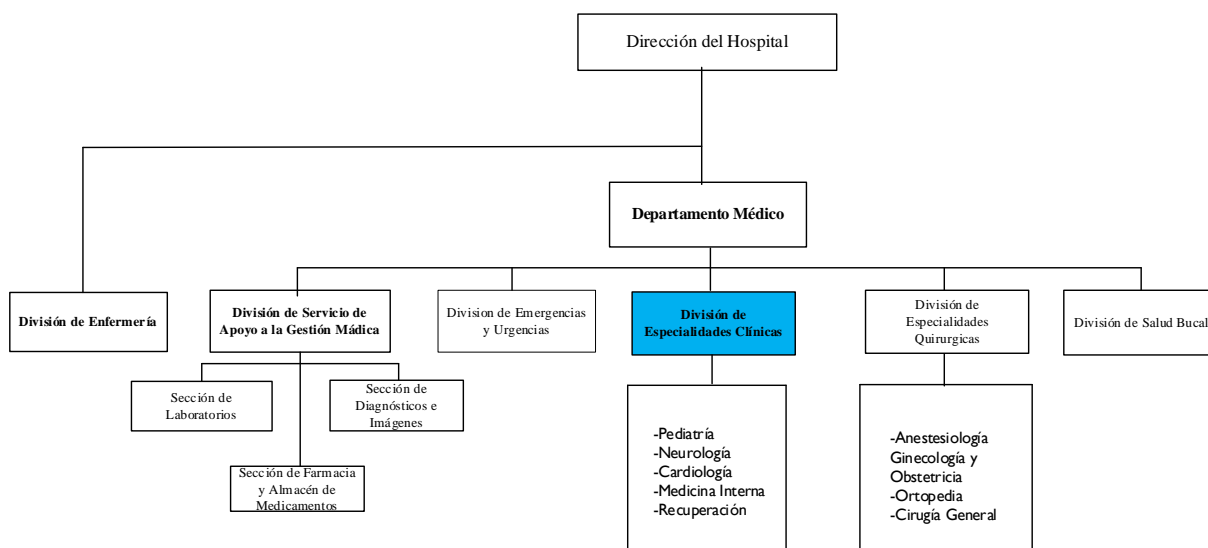 Dirección del Hospital
Departamento Médico
División de Enfermería
División de Servicio de
Apoyo a la Gestión Mádica
Division de Emergencias
y Urgencias
División de
Especialidades Clínicas
División de
Especialidades
Quirurgicas
División de Salud Bucal
Sección de
Laboratorios
Sección de
Diagnósticos e
Imágenes
Sección de Farmacia
y Almacén de
Medicamentos
-Pediatría
-Neurología
-Cardiología
-Medicina Interna
-Recuperación
-Anestesiología
Ginecología y
Obstetricia
-Ortopedia
-Cirugía General